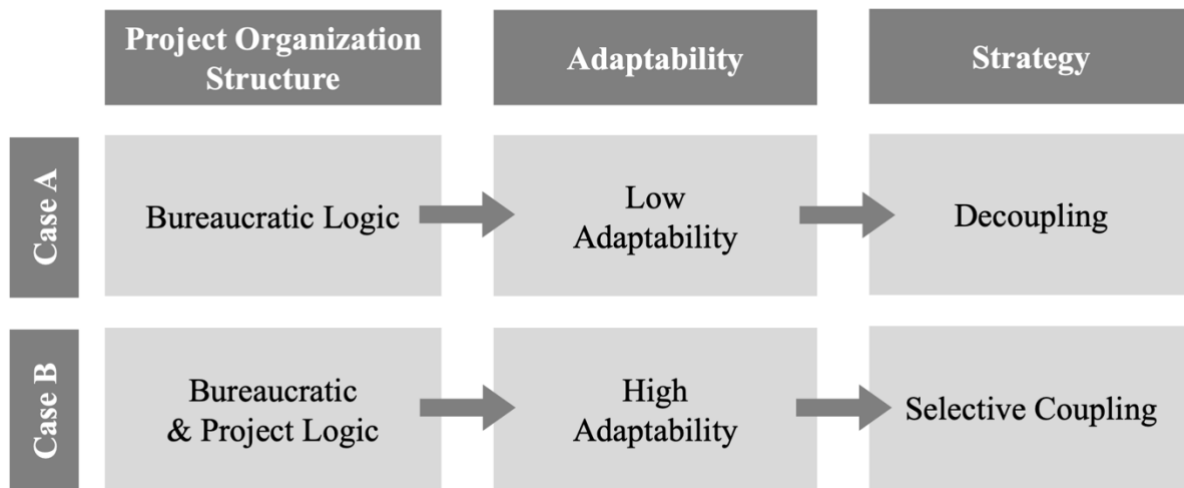 Project Organization
Structure
Adaptability
Strategy
Case A
Bureaucratic Logic
Low
Adaptability
Decoupling
Case B
Bureaucratic
& Project Logic
High
Adaptability
Selective Coupling